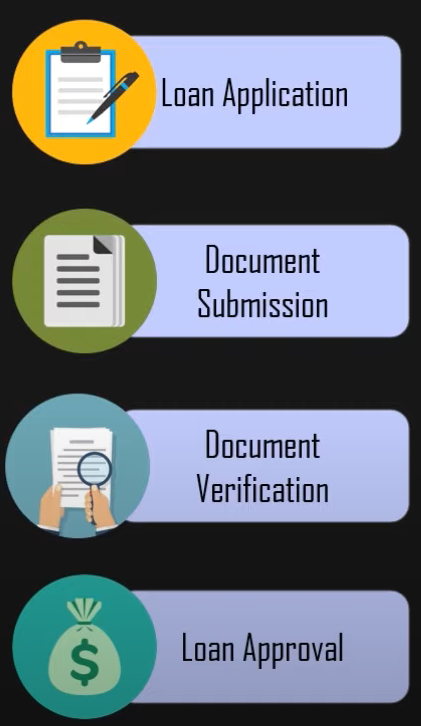 Loan Application
Document
Submission
Document
Verification
Loan Approval
$